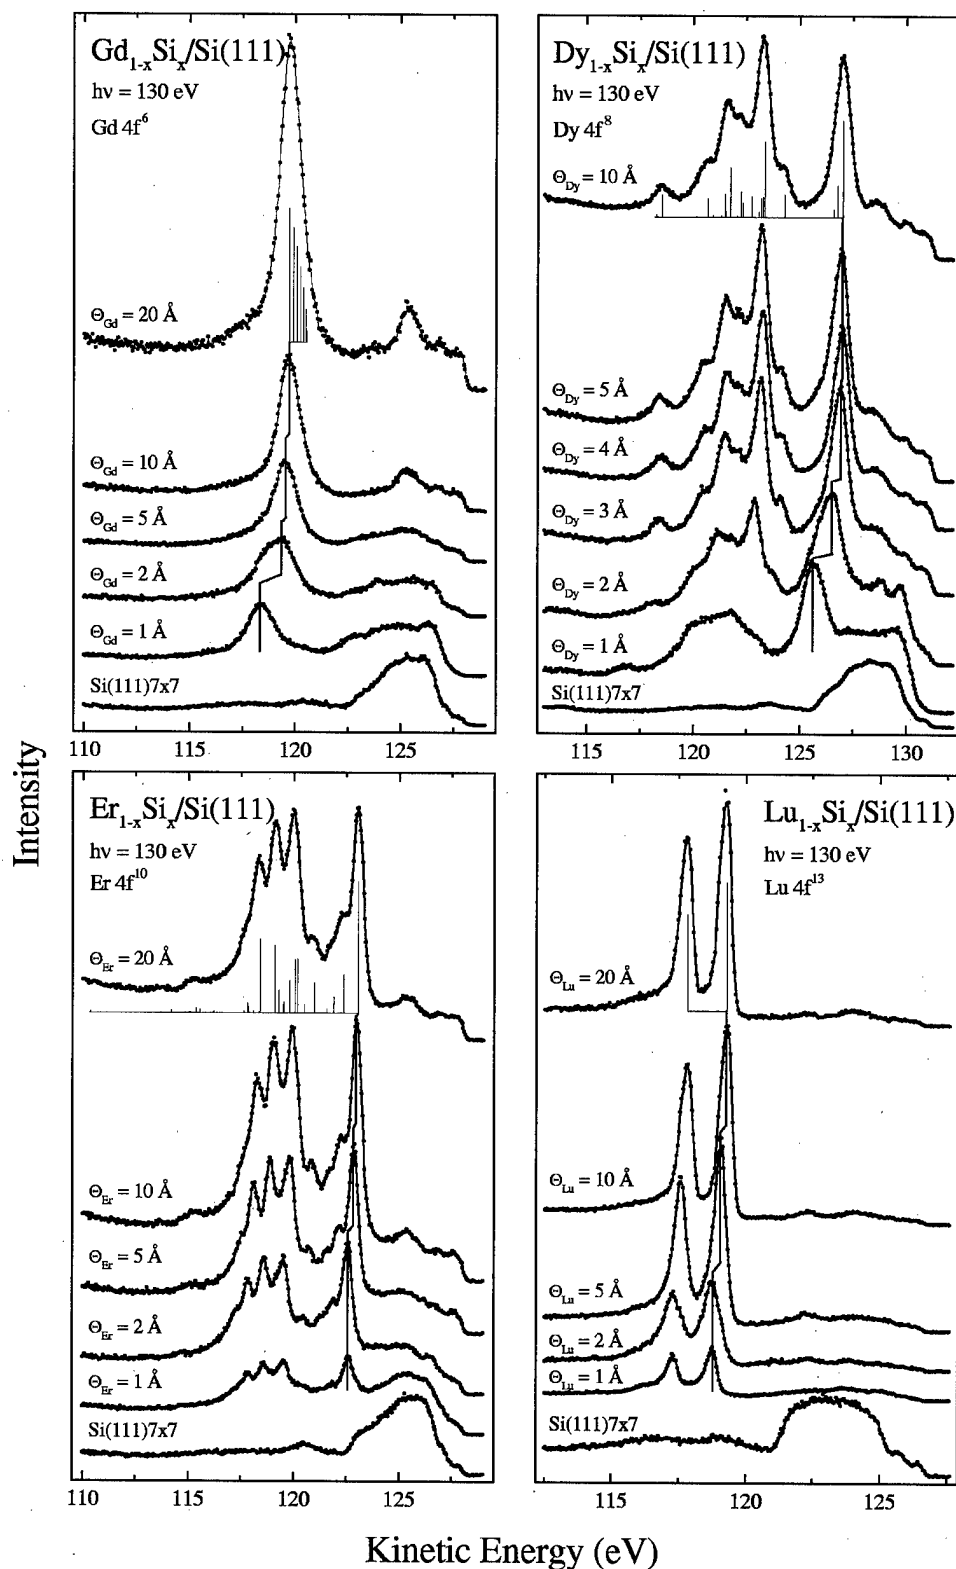 Gd1-xSix/Si(111)
hν = 130 eV
Gd 4f6
ΘGd = 20 Å
ΘGd = 10 Å
ΘGd = 5 Å
ΘGd = 2 Å
ΘGd = 1 Å
Si(111)7x7
110 115 120 125
Dy1-xSix/Si(111)
hν = 130 eV
Dy 4f8
ΘDy = 10 Å
ΘDy = 5 Å
ΘDy = 4 Å
ΘDy = 3 Å
ΘDy = 2 Å
ΘDy = 1 Å
Si(111)7x7
115 120 125 130
Intensity
Er1-xSix/Si(111)
hν = 130 eV
Er 4f10
ΘEr = 20 Å
ΘEr = 10 Å
ΘEr = 5 Å
ΘEr = 2 Å
ΘEr = 1 Å
Si(111)7x7
110 115 120 125
Lu1-xSix/Si(111)
hν = 130 eV
Lu 4f13
ΘLu = 20 Å
ΘLu = 10 Å
ΘLu = 5 Å
ΘLu = 2 Å
ΘLu = 1 Å
Si(111)7x7
115 120 125
Kinetic Energy (eV)